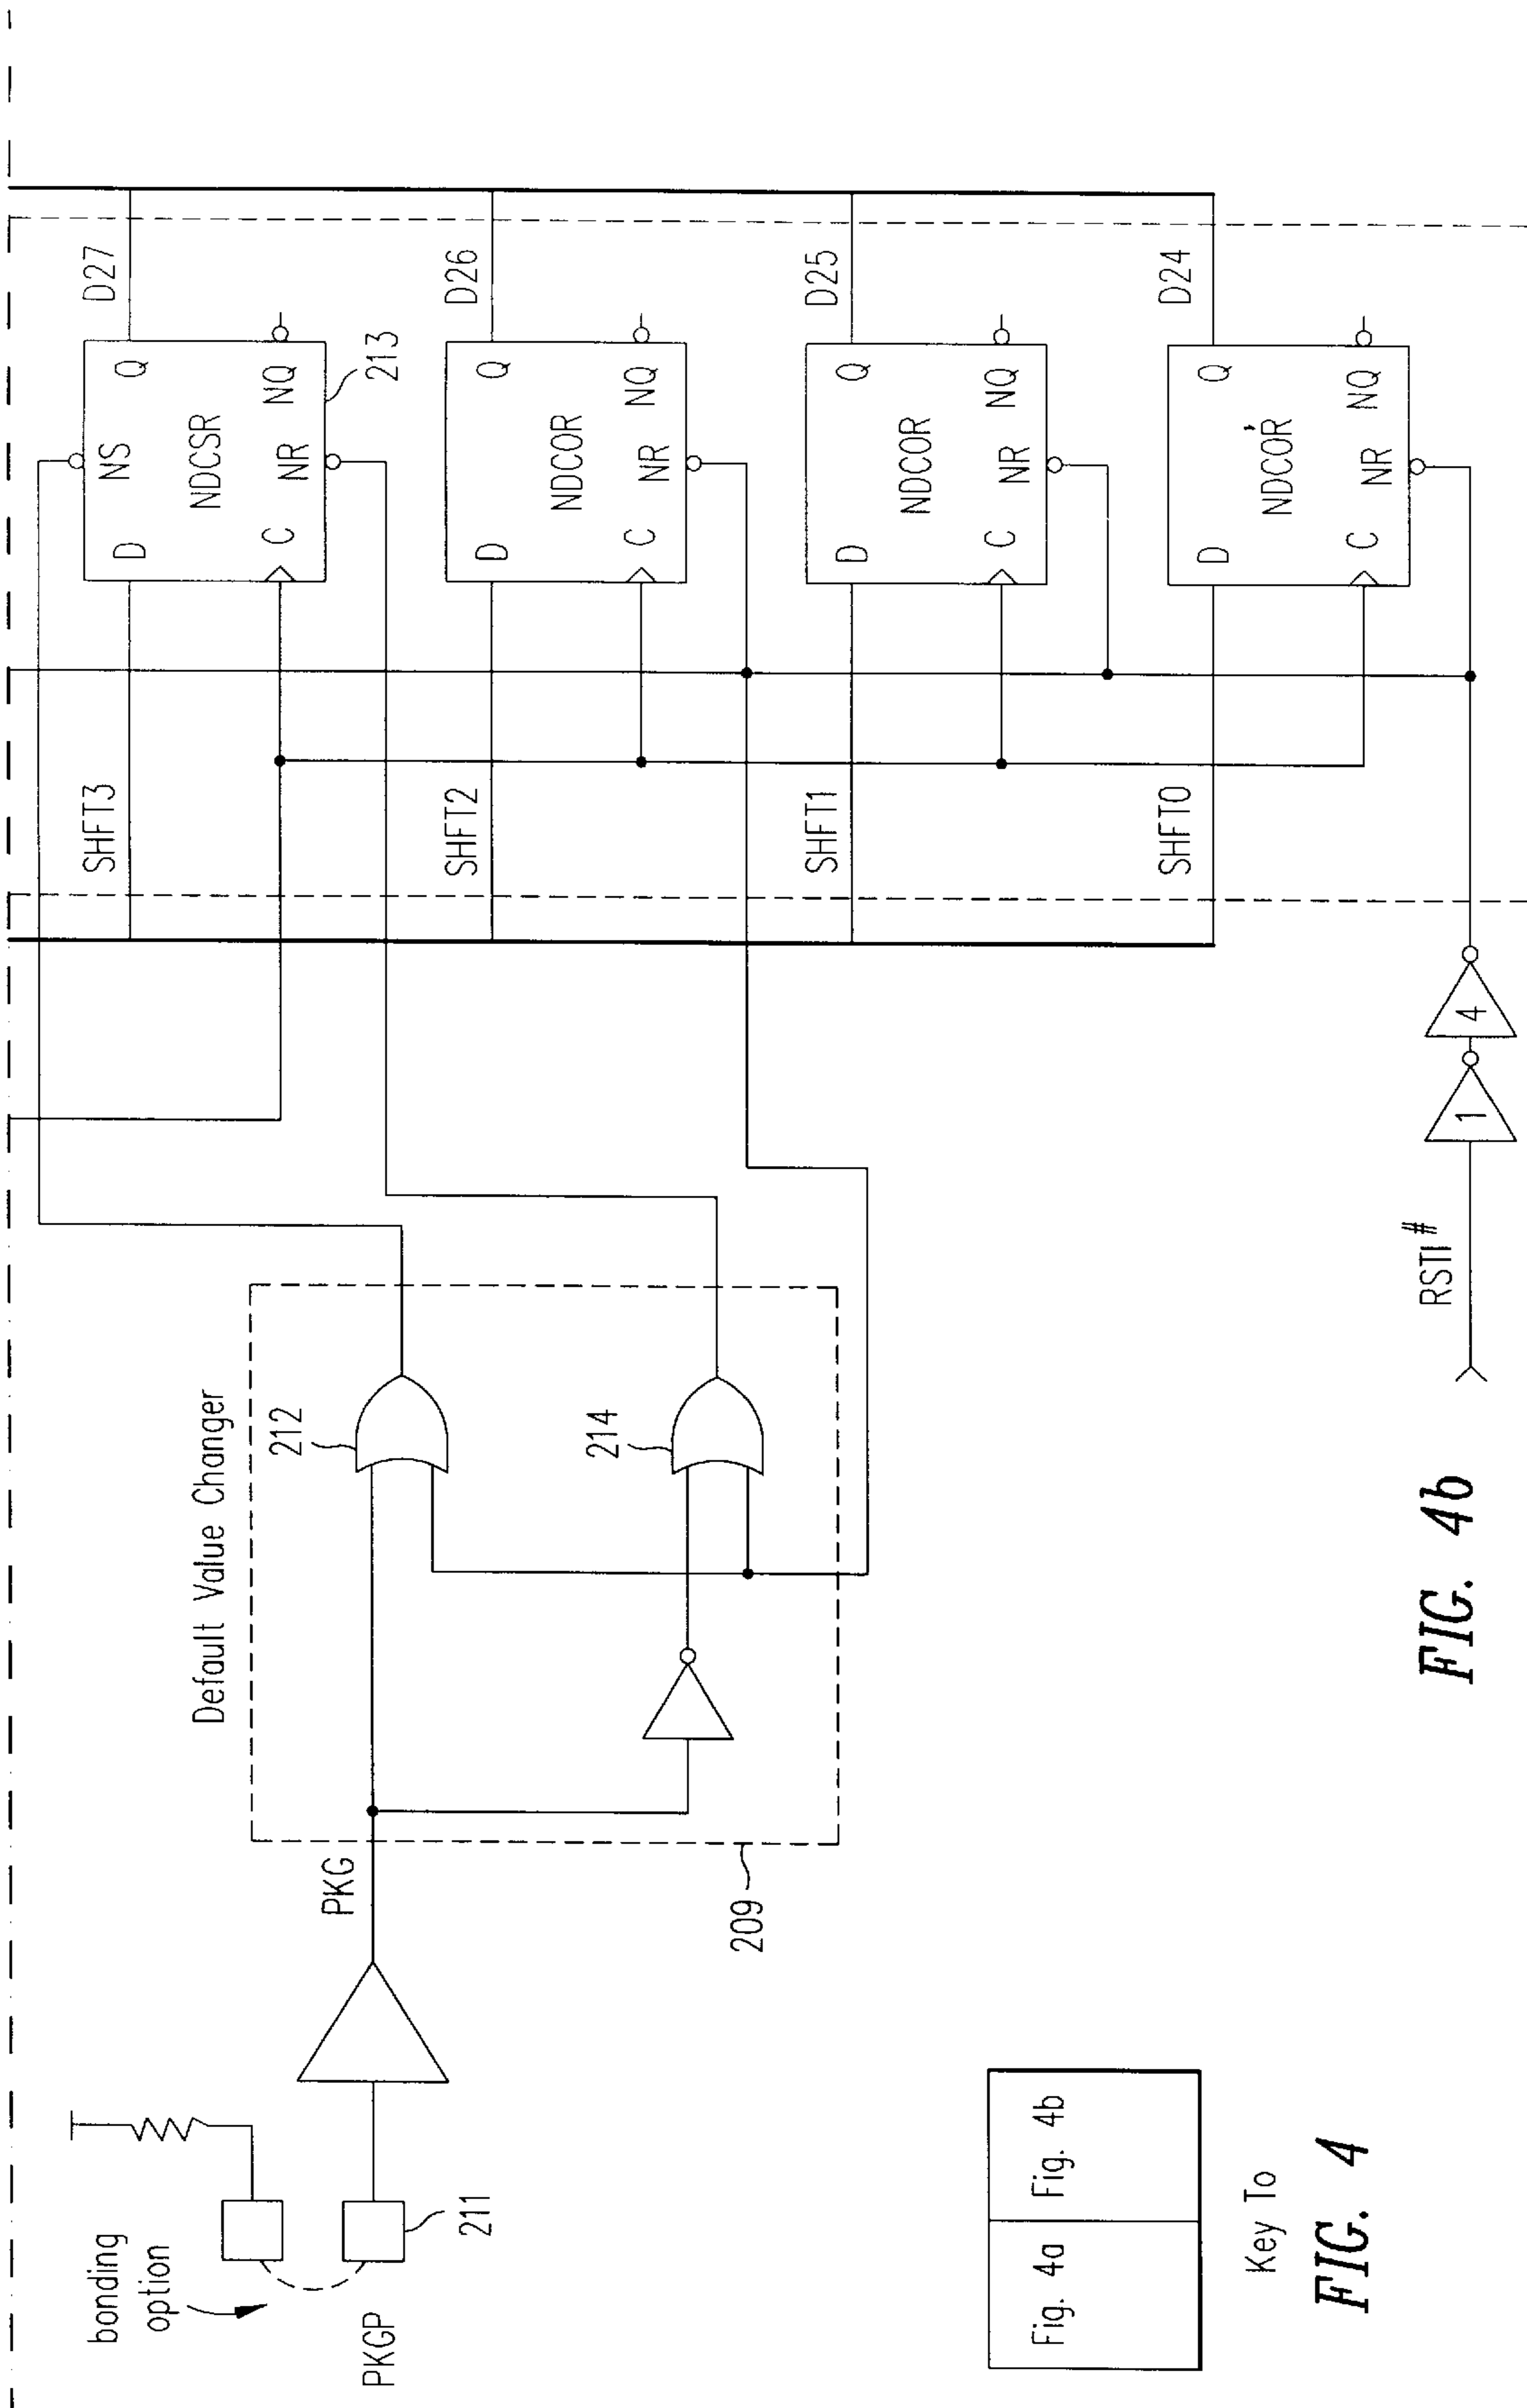 bonding
option
PKGP
211
PKG
Default Value Changer
212
214
209
SHFT3
D
NS
Q
NDCSR
C
NR
NQ
D27
213
SHFT2
D
Q
NDCOR
C
NR
NQ
D26
SHFT1
D
Q
NDCOR
C
NR
NQ
D25
SHFT0
D
Q
NDCOR'
C
NR
NQ
D24
RSTI#
1
4
Fig. 4a
Fig. 4b
Key To
FIG. 4
FIG. 4b